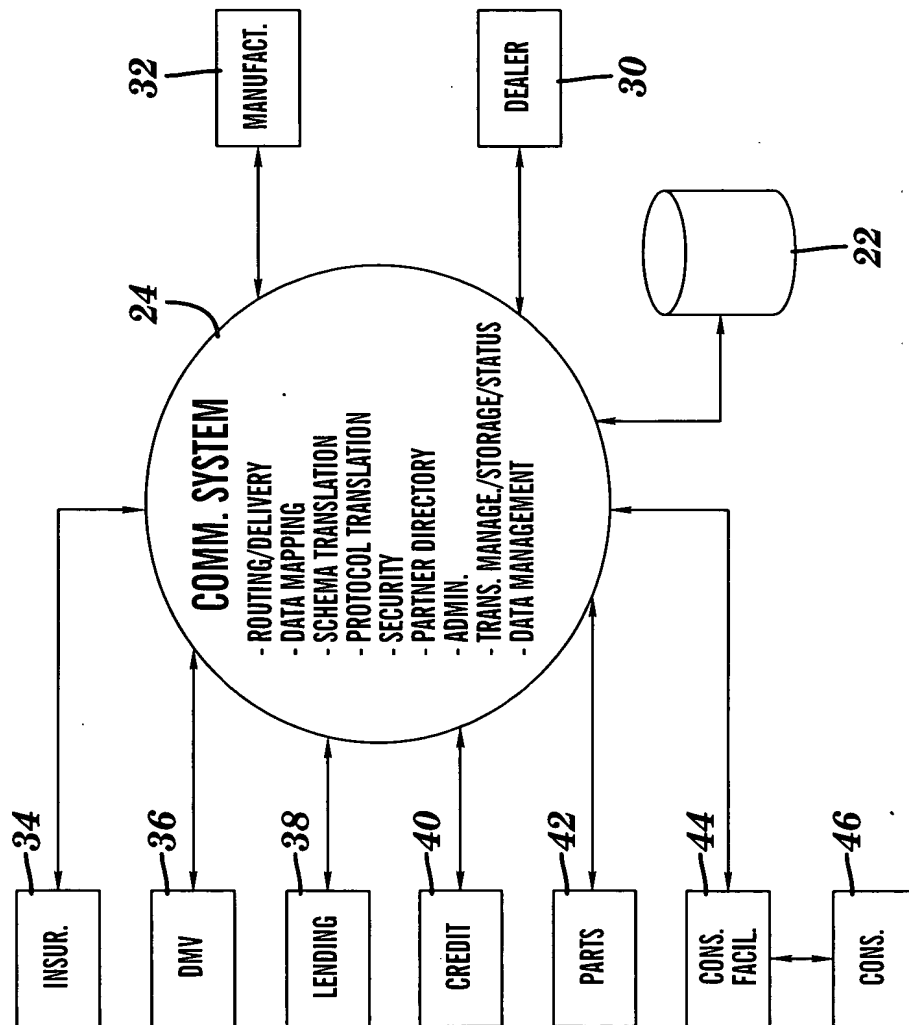 32
MANUFACT.
30
DEALER
24
COMM. SYSTEM
- ROUTING/DELIVERY
- DATA MAPPING
- SCHEMA TRANSLATION
- PROTOCOL TRANSLATION
- SECURITY
- PARTNER DIRECTORY
- ADMIN.
- TRANS. MANAGE./STORAGE/STATUS
- DATA MANAGEMENT
22
34
INSUR.
36
DMV
38
LENDING
40
CREDIT
42
PARTS
44
CONS.
FACIL.
46
CONS.